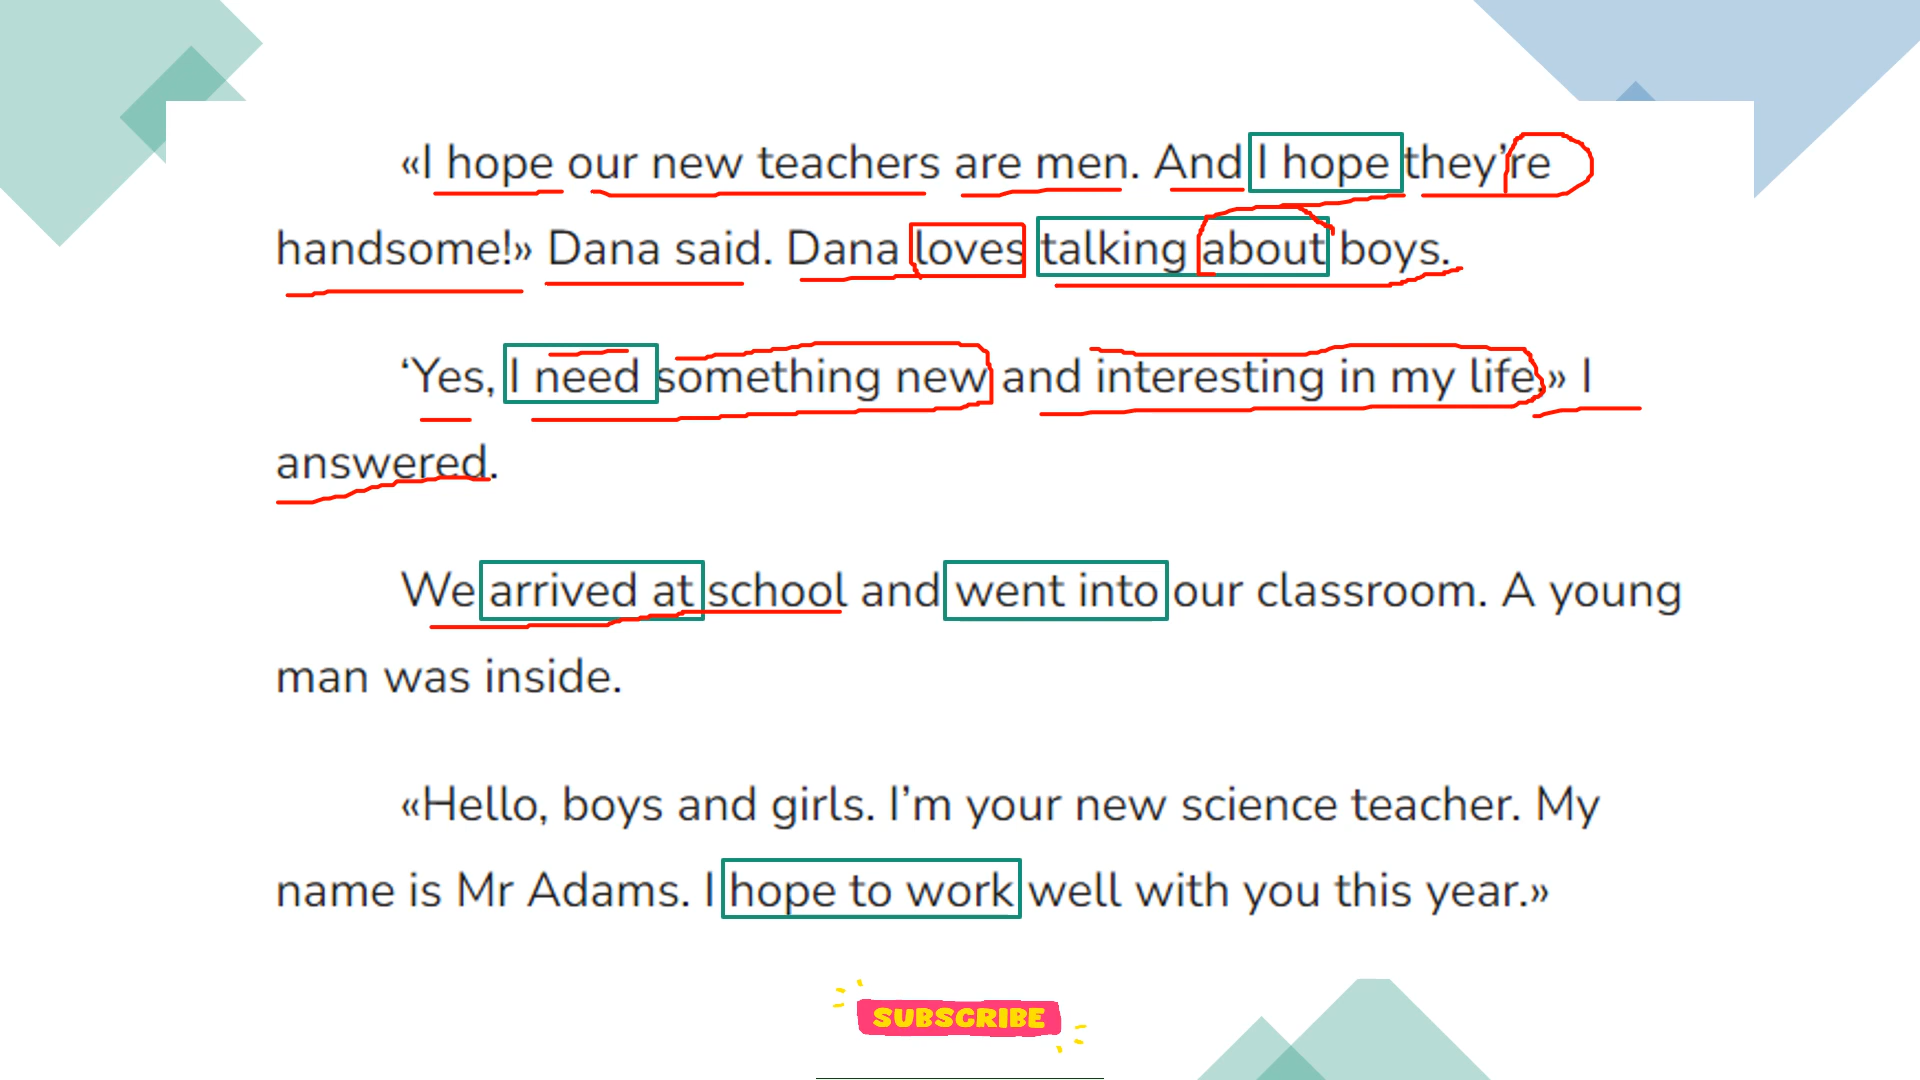 «I hope our new teachers are men. And I hope they’re
handsome!» Dana said. Dana loves talking about boys.
‘Yes, I need something new and interesting in my life.» I
answered.
We arrived at school and went into our classroom. A young
man was inside.
«Hello, boys and girls. I’m your new science teacher. My
name is Mr Adams. I hope to work well with you this year.»
SUBSCRIBE